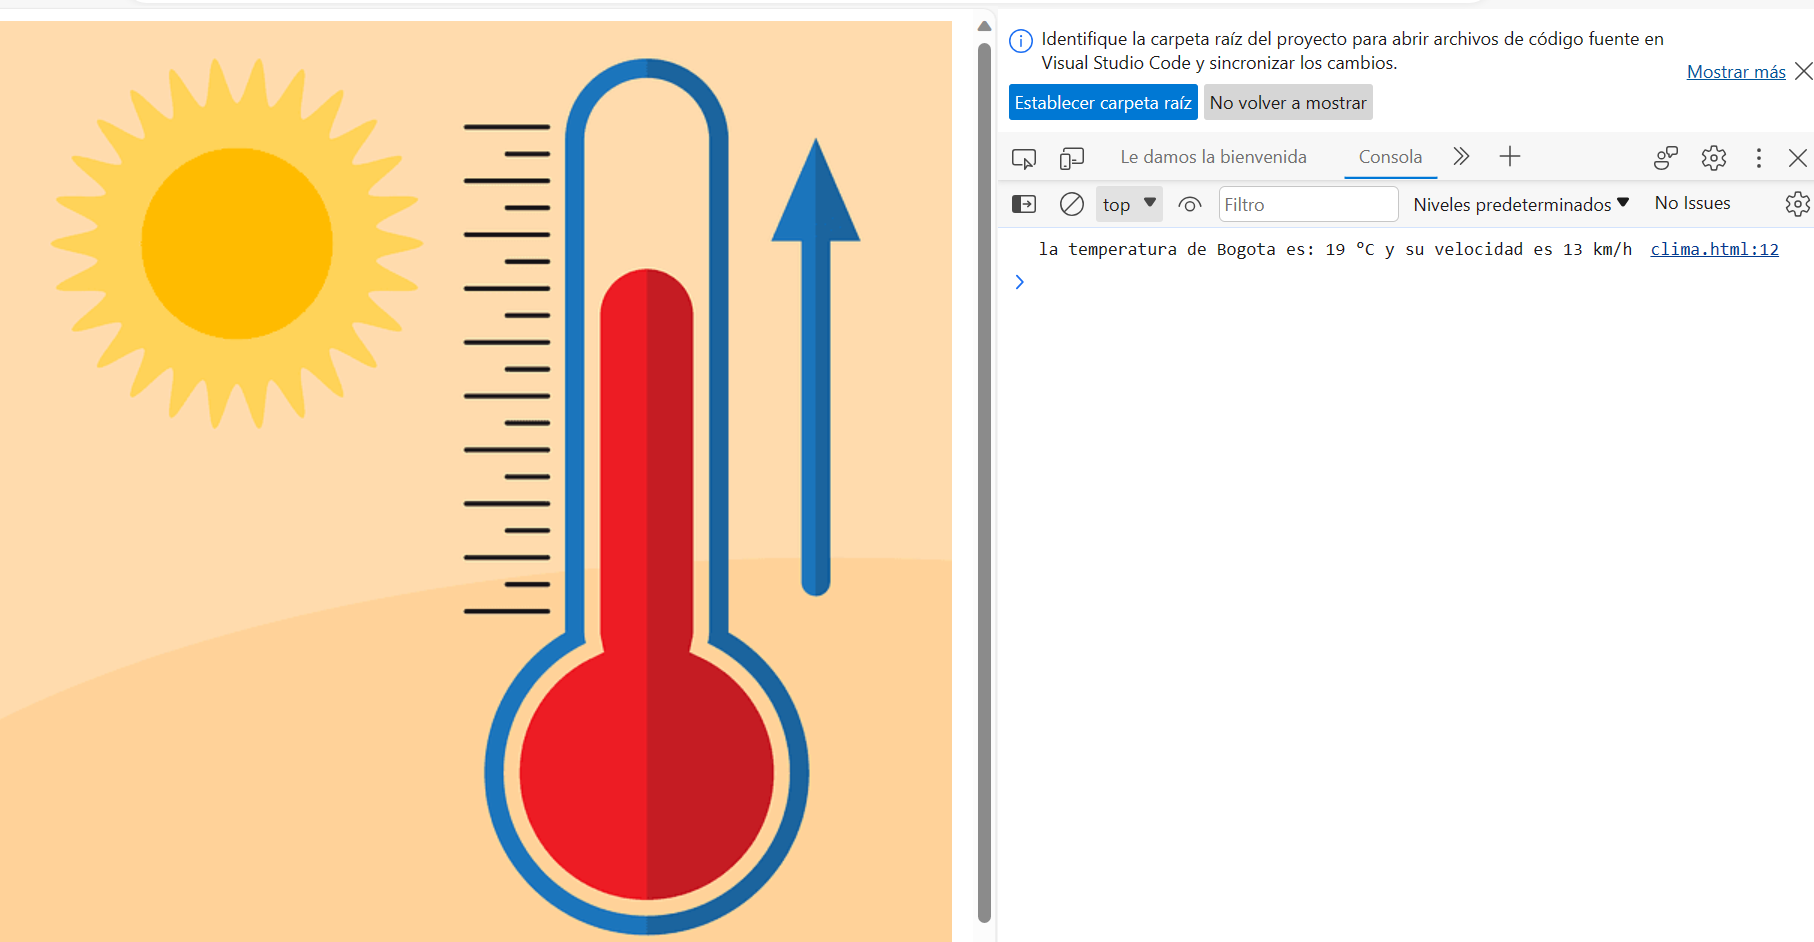 Identifique la carpeta raíz del proyecto para abrir archivos de código fuente en
Visual Studio Code y sincronizar los cambios.
Mostrar más
Establecer carpeta raíz No volver a mostrar
Le damos la bienvenida Consola
top Filtro Niveles predeterminados No Issues
la temperatura de Bogota es: 19 °C y su velocidad es 13 km/h clima.html:12